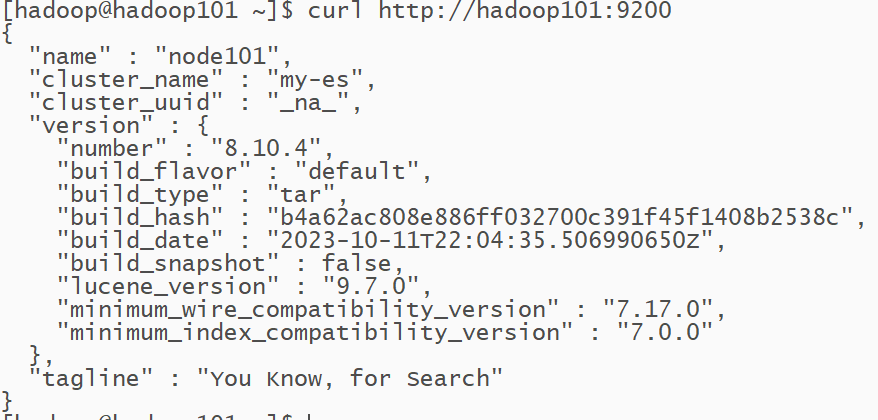 [hadoop@hadoop101 ~]$ curl http://hadoop101:9200
{
  "name" : "node101",
  "cluster_name" : "my-es",
  "cluster_uuid" : "_na_",
  "version" : {
    "number" : "8.10.4",
    "build_flavor" : "default",
    "build_type" : "tar",
    "build_hash" : "b4a62ac808e886ff032700c391f45f1408b2538c",
    "build_date" : "2023-10-11T22:04:35.506990650Z",
    "build_snapshot" : false,
    "lucene_version" : "9.7.0",
    "minimum_wire_compatibility_version" : "7.17.0",
    "minimum_index_compatibility_version" : "7.0.0"
  },
  "tagline" : "You Know, for Search"
}